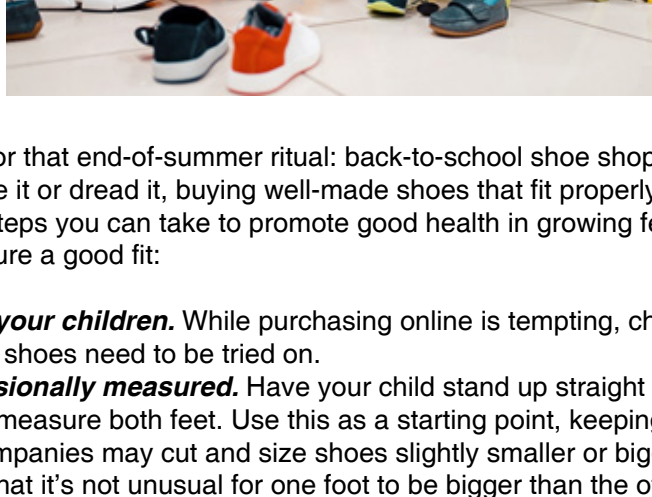 or that end-of-summer ritual: back-to-school shoe shop
it or dread it, buying well-made shoes that fit properly
steps you can take to promote good health in growing
ure a good fit:
your children. While purchasing online is tempting,
shoes need to be tried on.
sionally measured. Have your child stand up straight
measure both feet. Use this as a starting point, keeping
mpanies may cut and size shoes slightly smaller or big
hat it’s not unusual for one foot to be bigger than the